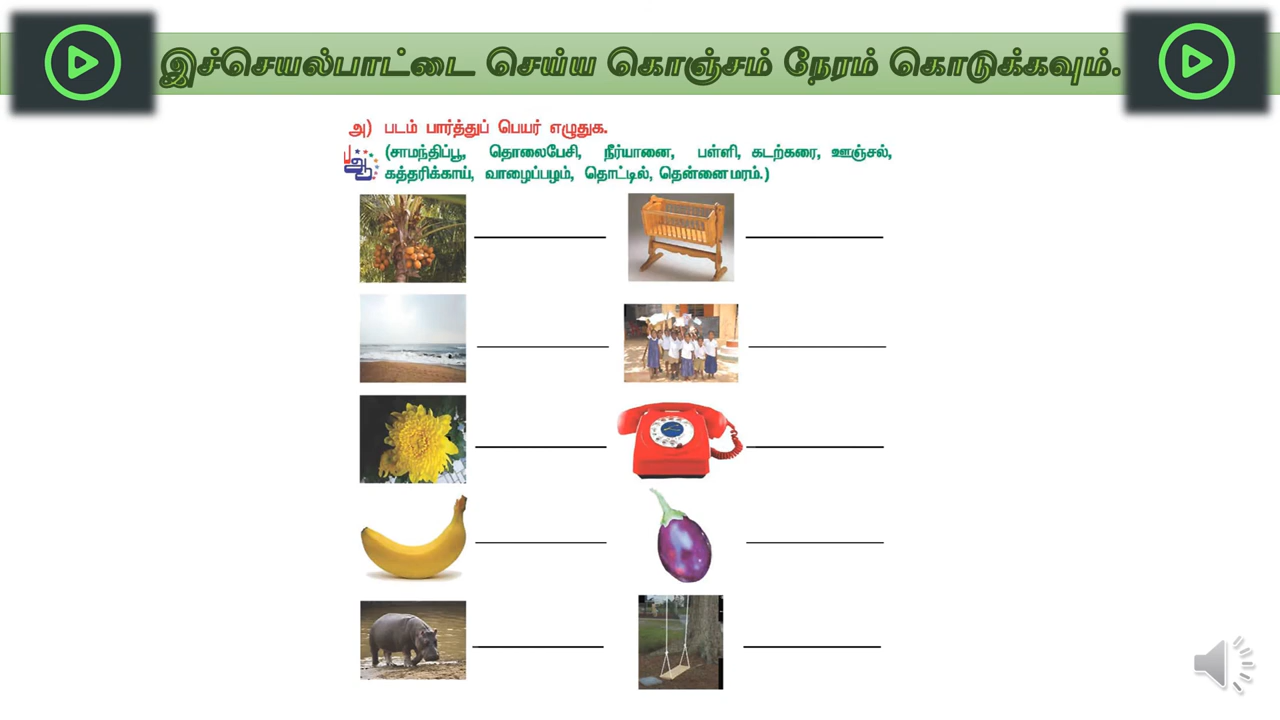 இச்செயல்பாட்டை செய்ய கொஞ்சம் நேரம் கொடுக்கவும்.
அ) படம் பார்த்துப் பெயர் எழுதுக.
(சாமந்திப்பூ, தொலைபேசி, நீர்யானை, பள்ளி, கடற்கரை, ஊஞ்சல்,
கத்தரிக்காய், வாழைப்பழம், தொட்டில், தென்னைமரம்.)